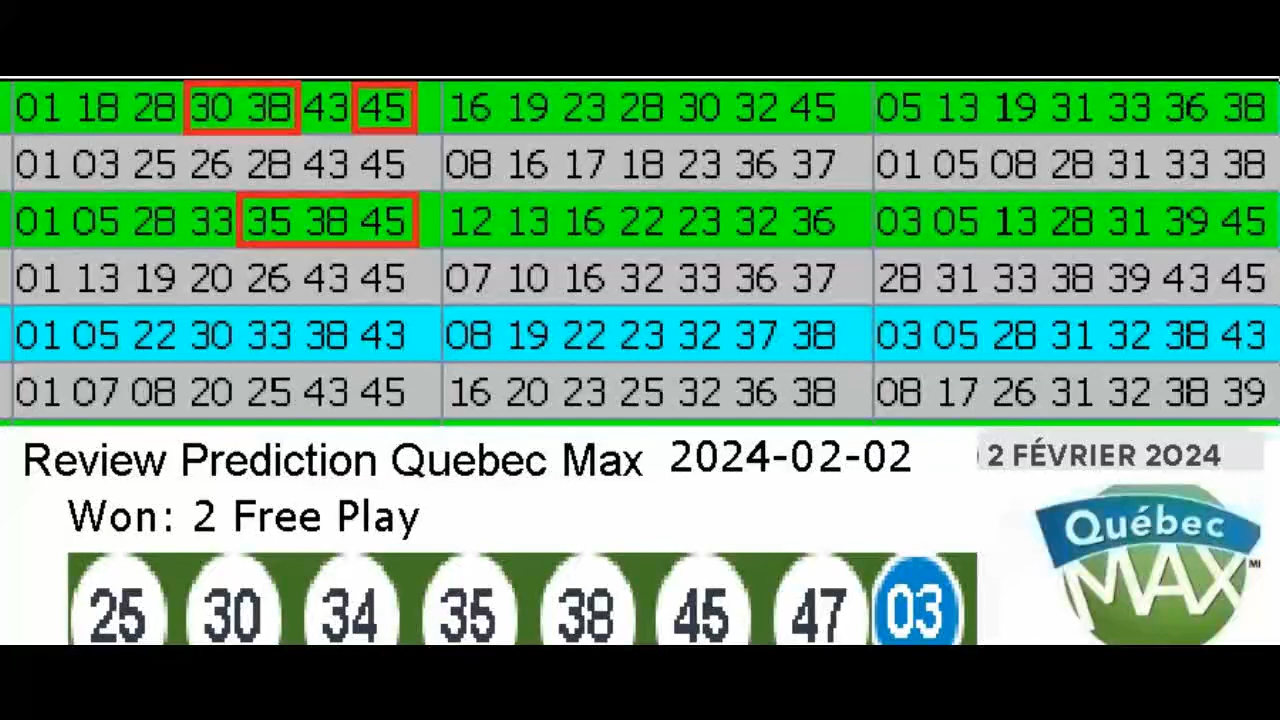 01 18 28 30 38 43 45 16 19 23 28 30 32 45 05 13 19 31 33 36 38
01 03 25 26 28 43 45 08 16 17 18 23 36 37 01 05 08 28 31 33 38
01 05 28 33 35 38 45 12 13 16 22 23 32 36 03 05 13 28 31 39 45
01 13 19 20 26 43 45 07 10 16 32 33 36 37 28 31 33 38 39 43 45
01 05 22 30 33 38 43 08 19 22 23 32 37 38 03 05 28 31 32 38 43
01 07 08 20 25 43 45 16 20 23 25 32 36 38 08 17 26 31 32 38 39
Review Prediction Quebec Max 2024-02-02
2 FÉVRIER 2024
Won: 2 Free Play
Québec
MAX MI
25 30 34 35 38 45 47 03